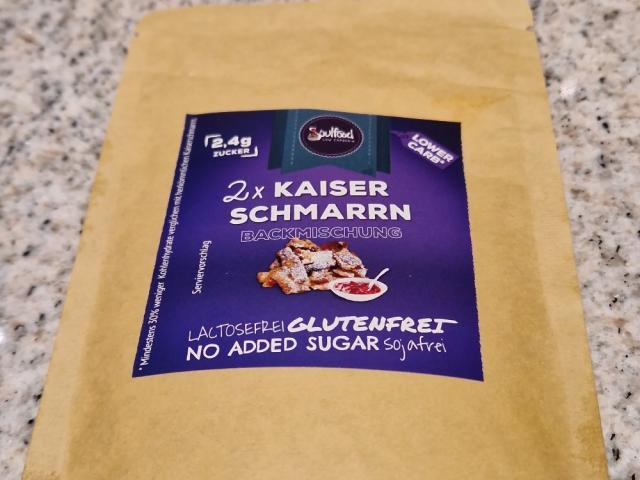 Soulfood
LOW CARBERIA
2,4g
ZUCKER
LOWER
CARB*
2x KAISER
SCHMARRN
BACKMISCHUNG
Serviervorschlag
* Mindestens 30% weniger Kohlenhydrate verglichen mit herkömmlichen Kaiserschmarrn.
LACTOSEFREI GLUTENFREI
NO ADDED SUGAR sojafrei